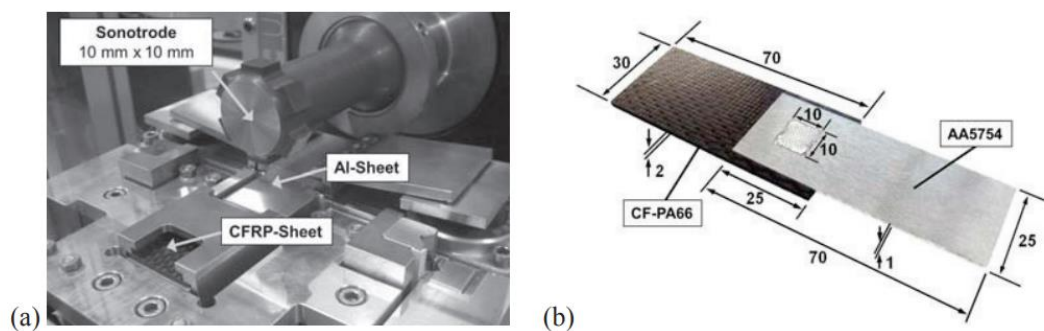 Sonotrode
10 mm x 10 mm
Al-Sheet
CFRP-Sheet
(a)
30
70
10
10
AA5754
2
CF-PA66
25
25
70
1
(b)